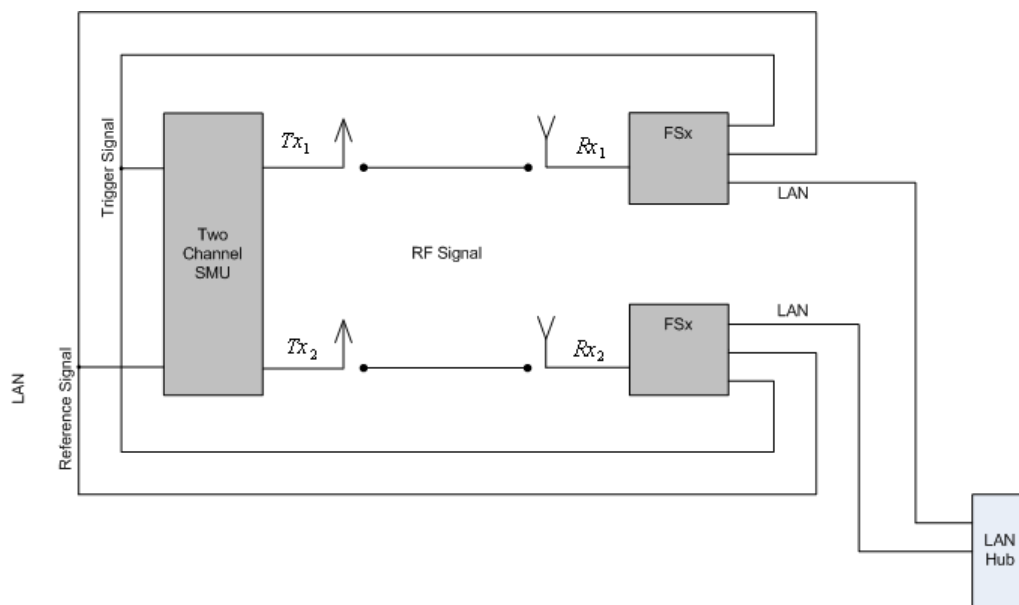 FSx
Tx1
Rx1
Trigger Signal
LAN
Two
Channel
SMU
RF Signal
LAN
FSx
Tx2
Rx2
LAN
Reference Signal
LAN
Hub